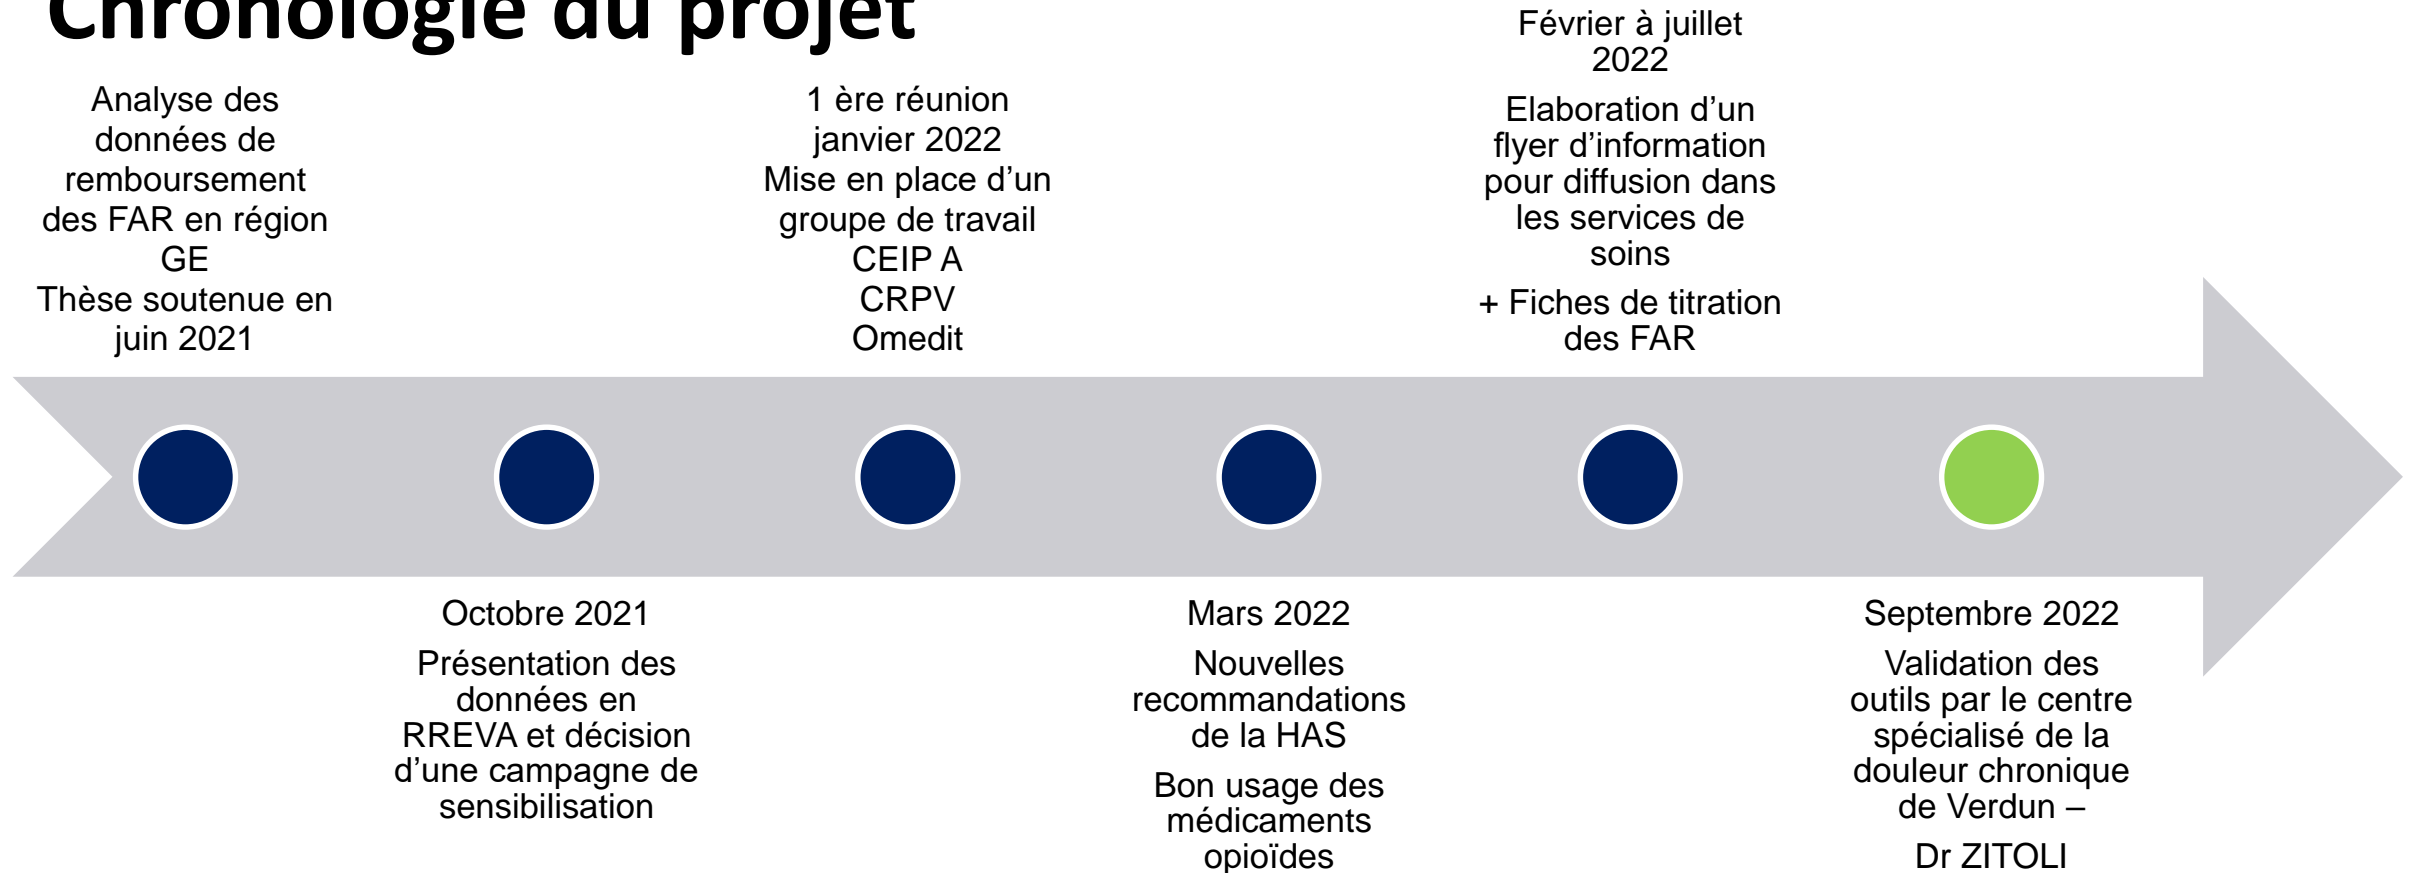 Chronologie du projet
Analyse des
données de
remboursement
des FAR en région
GE
Thèse soutenue en
juin 2021
Octobre 2021
Présentation des
données en
RREVA et décision
d’une campagne de
sensibilisation
1 ère réunion
janvier 2022
Mise en place d’un
groupe de travail
CEIP A
CRPV
Omedit
Mars 2022
Nouvelles
recommandations
de la HAS
Bon usage des
médicaments
opioïdes
Février à juillet
2022
Elaboration d’un
flyer d’information
pour diffusion dans
les services de
soins
+ Fiches de titration
des FAR
Septembre 2022
Validation des
outils par le centre
spécialisé de la
douleur chronique
de Verdun –
Dr ZITOLI